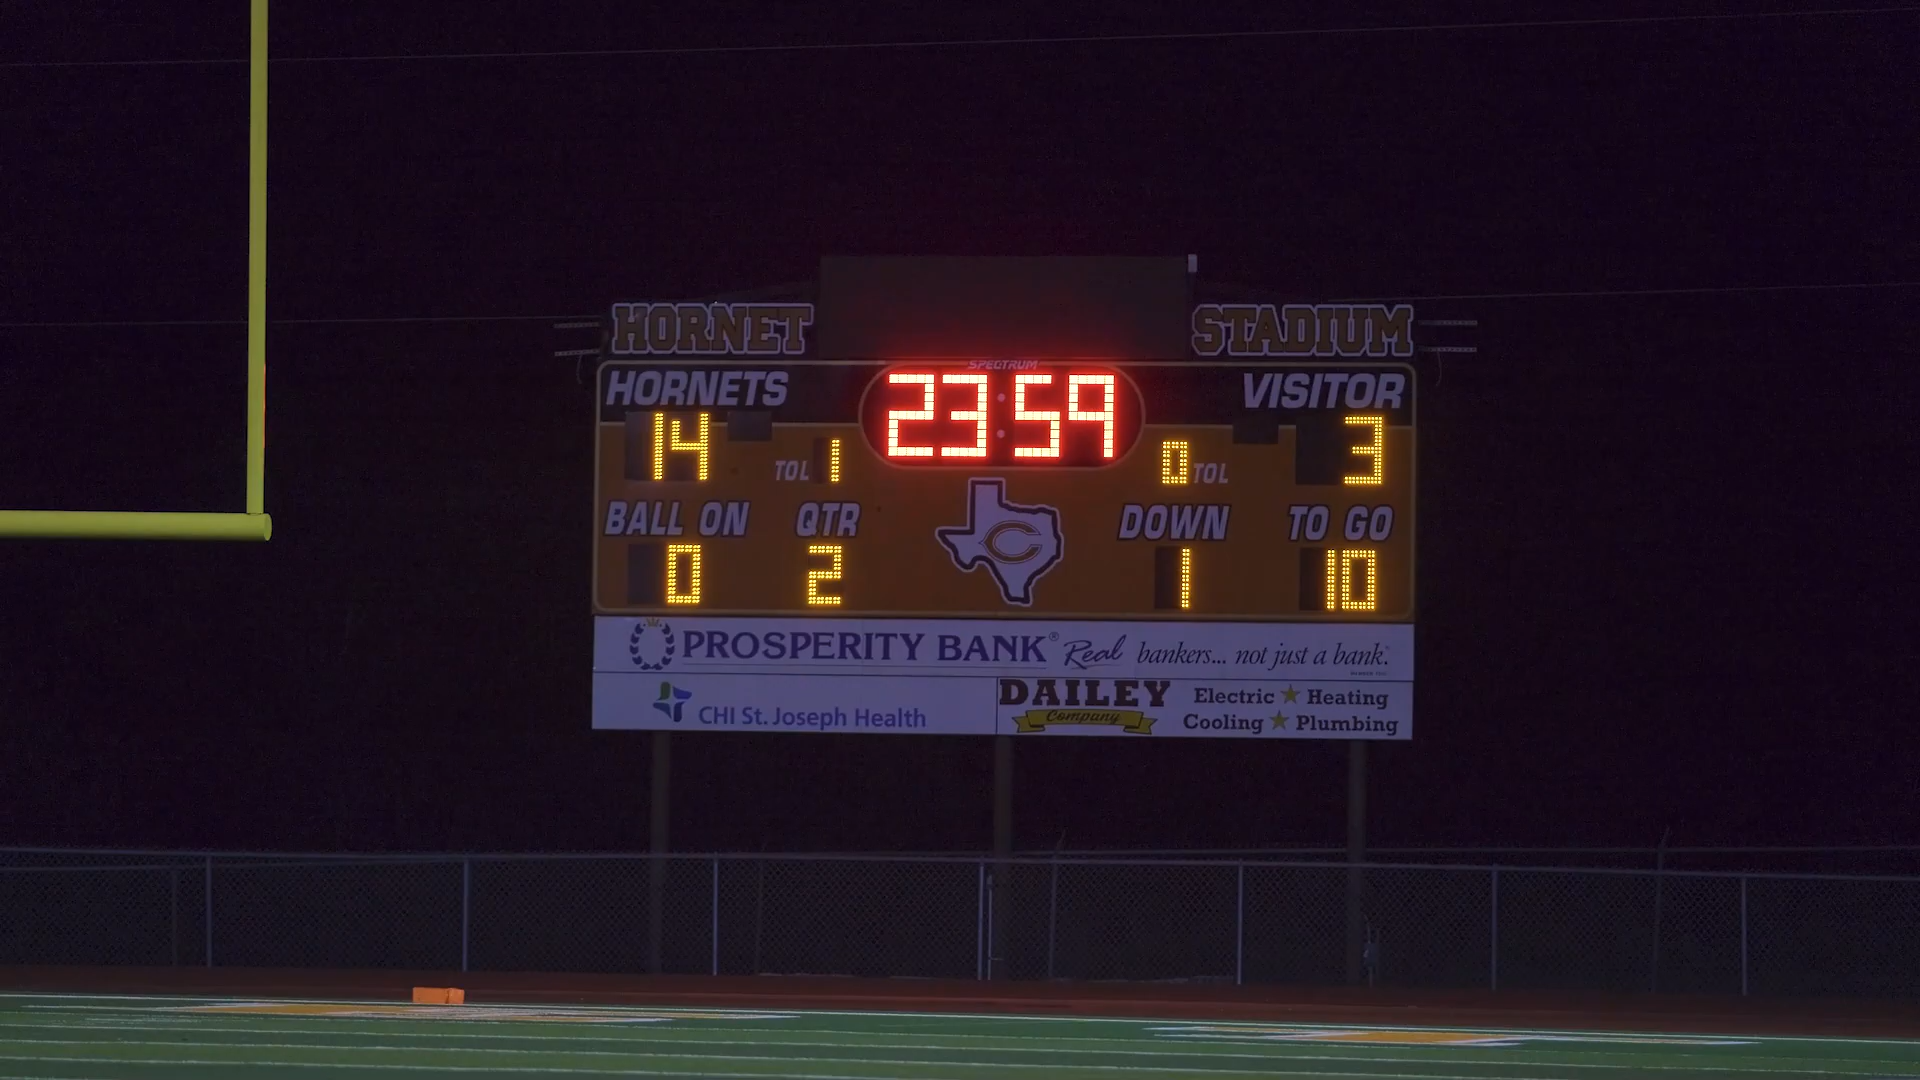 HORNET STADIUM
SPECTRUM
HORNETS 23:59 VISITOR
14 TOL 1 0 TOL 3
BALL ON QTR DOWN TO GO
0 2 C 1 10
PROSPERITY BANK® Real bankers... not just a bank.
CHI St. Joseph Health
DAILEY
Company
Electric ★ Heating
Cooling ★ Plumbing